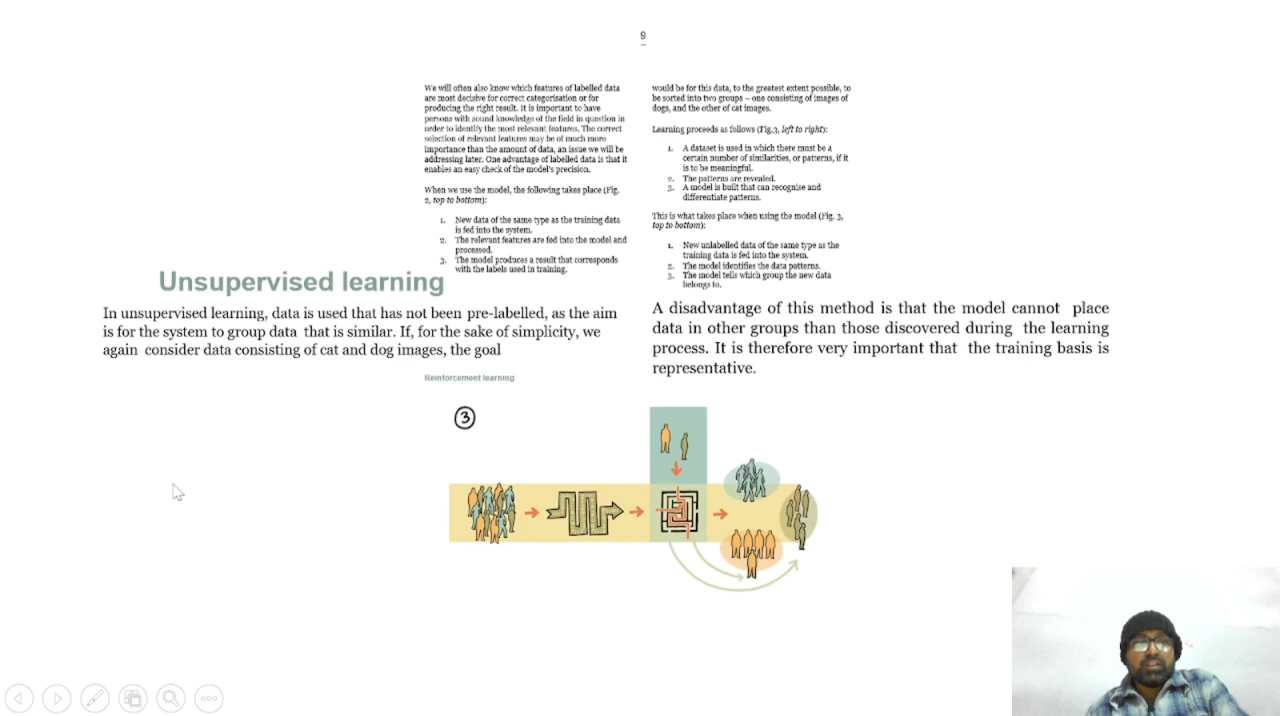 9
We will often also know which features of labelled data
are most decisive for correct categorisation or for
producing the right result. It is important to have
persons with sound knowledge of the field in question in
order to identify the most relevant features. The correct
selection of relevant features may be of much more
importance than the amount of data, an issue we will be
addressing later. One advantage of labelled data is that it
enables an easy check of the model's precision.
When we use the model, the following takes place (Fig.
2, top to bottom):
1. New data of the same type as the training data
is fed into the system.
2. The relevant features are fed into the model and
processed.
3. The model produces a result that corresponds
with the labels used in training.
Unsupervised learning
In unsupervised learning, data is used that has not been pre-labelled, as the aim
is for the system to group data that is similar. If, for the sake of simplicity, we
again consider data consisting of cat and dog images, the goal
would be for this data, to the greatest extent possible, to
be sorted into two groups – one consisting of images of
dogs, and the other of cat images.
Learning proceeds as follows (Fig.3, left to right):
1. A dataset is used in which there must be a
certain number of similarities, or patterns, if it
is to be meaningful.
2. The patterns are revealed.
3. A model is built that can recognise and
differentiate patterns.
This is what takes place when using the model (Fig. 3,
top to bottom):
1. New unlabelled data of the same type as the
training data is fed into the system.
2. The model identifies the data patterns.
3. The model tells which group the new data
belongs to.
A disadvantage of this method is that the model cannot place
data in other groups than those discovered during the learning
process. It is therefore very important that the training basis is
representative.
Reinforcement learning
3